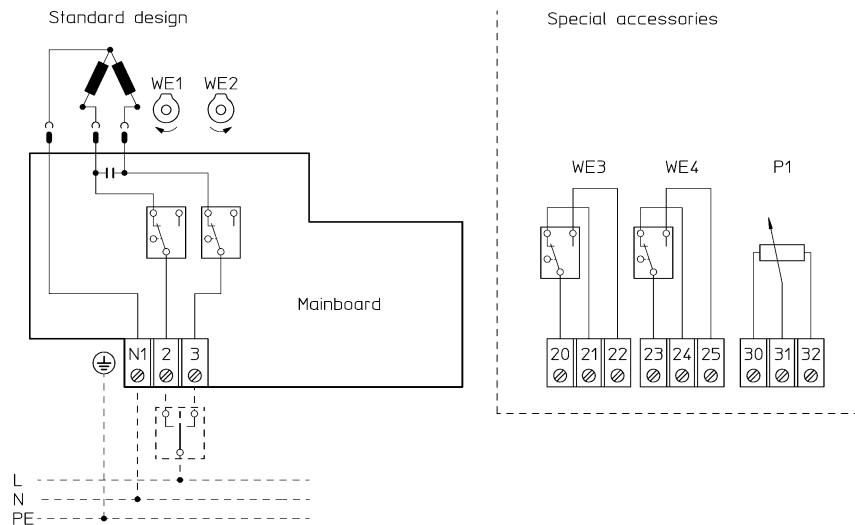 Standard design
Special accessories
WE1 WE2
WE3 WE4 P1
Mainboard
N1 2 3
20 21 22 23 24 25 30 31 32
L
N
PE